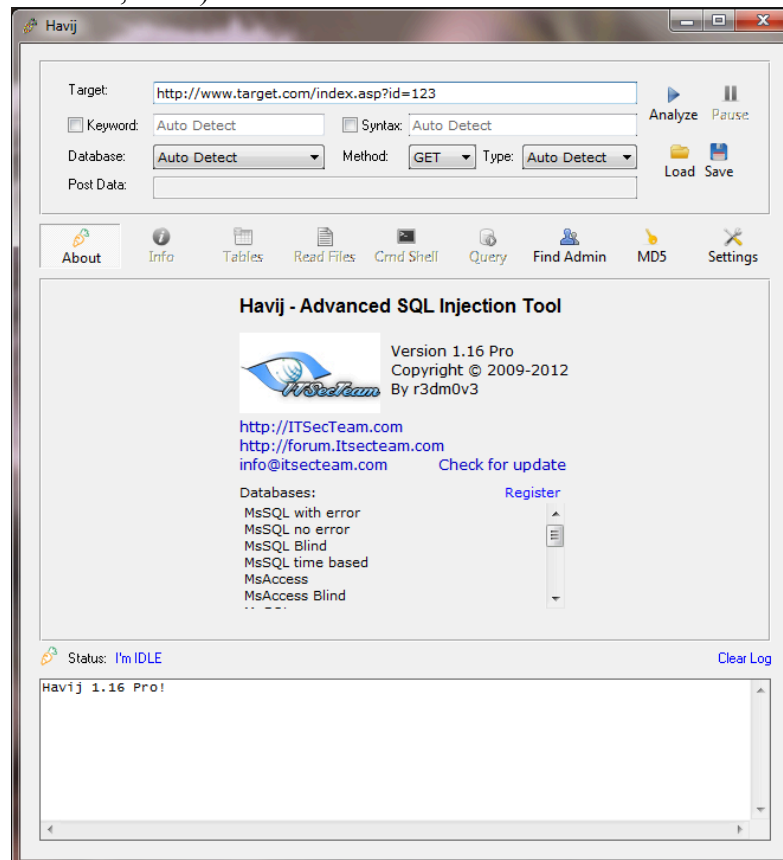 Havij
Target: http://www.target.com/index.asp?id=123
Analyze Pause
Keyword: Auto Detect Syntax: Auto Detect
Database: Auto Detect Method: GET Type: Auto Detect
Load Save
Post Data:
About Info Tables Read Files Cmd Shell Query Find Admin MD5 Settings
Havij - Advanced SQL Injection Tool
Version 1.16 Pro
Copyright © 2009-2012
ITSecTeam By r3dm0v3
http://ITSecTeam.com
http://forum.Itsecteam.com
info@itsecteam.com Check for update
Databases: Register
MsSQL with error
MsSQL no error
MsSQL Blind
MsSQL time based
MsAccess
MsAccess Blind
Status: I'm IDLE Clear Log
Havij 1.16 Pro!